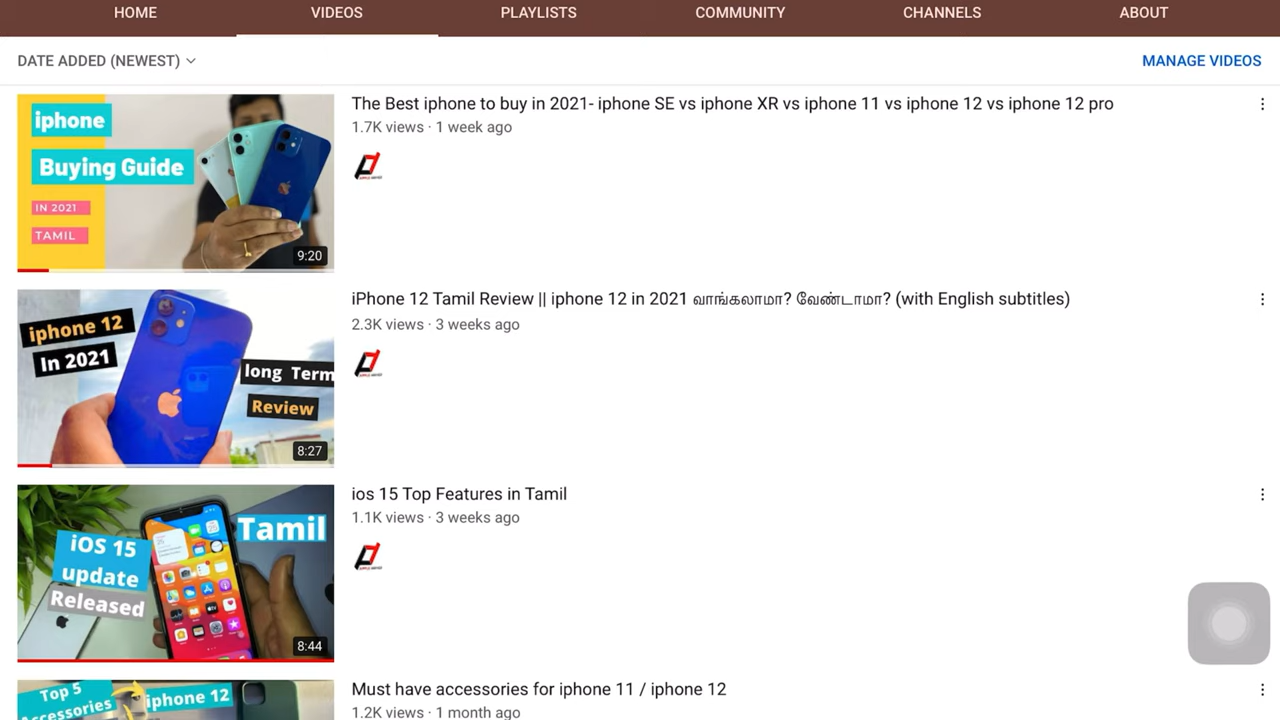 HOME
VIDEOS
PLAYLISTS
COMMUNITY
CHANNELS
ABOUT
DATE ADDED (NEWEST)
MANAGE VIDEOS
iphone
Buying Guide
IN 2021
TAMIL
9:20
The Best iphone to buy in 2021- iphone SE vs iphone XR vs iphone 11 vs iphone 12 vs iphone 12 pro
1.7K views · 1 week ago
iphone 12
In 2021
long Term
Review
8:27
iPhone 12 Tamil Review || iphone 12 in 2021 வாங்கலாமா? வேண்டாமா? (with English subtitles)
2.3K views · 3 weeks ago
iOS 15
update
Released
Tamil
8:44
ios 15 Top Features in Tamil
1.1K views · 3 weeks ago
Top 5
Accessories
iphone 12
Must have accessories for iphone 11 / iphone 12
1.2K views · 1 month ago